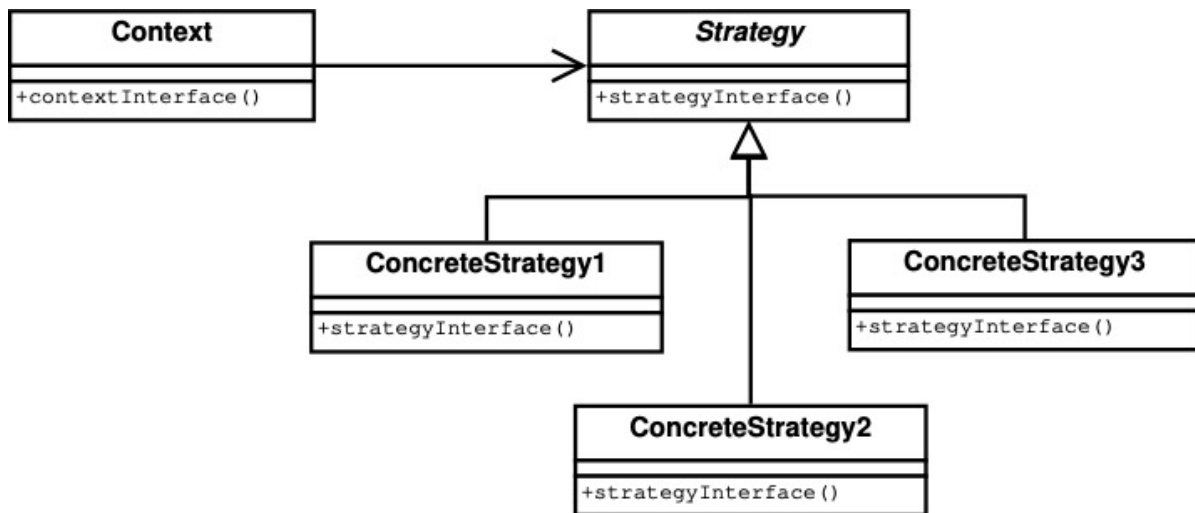 Context
+contextInterface()
Strategy
+strategyInterface()
ConcreteStrategy1
+strategyInterface()
ConcreteStrategy3
+strategyInterface()
ConcreteStrategy2
+strategyInterface()